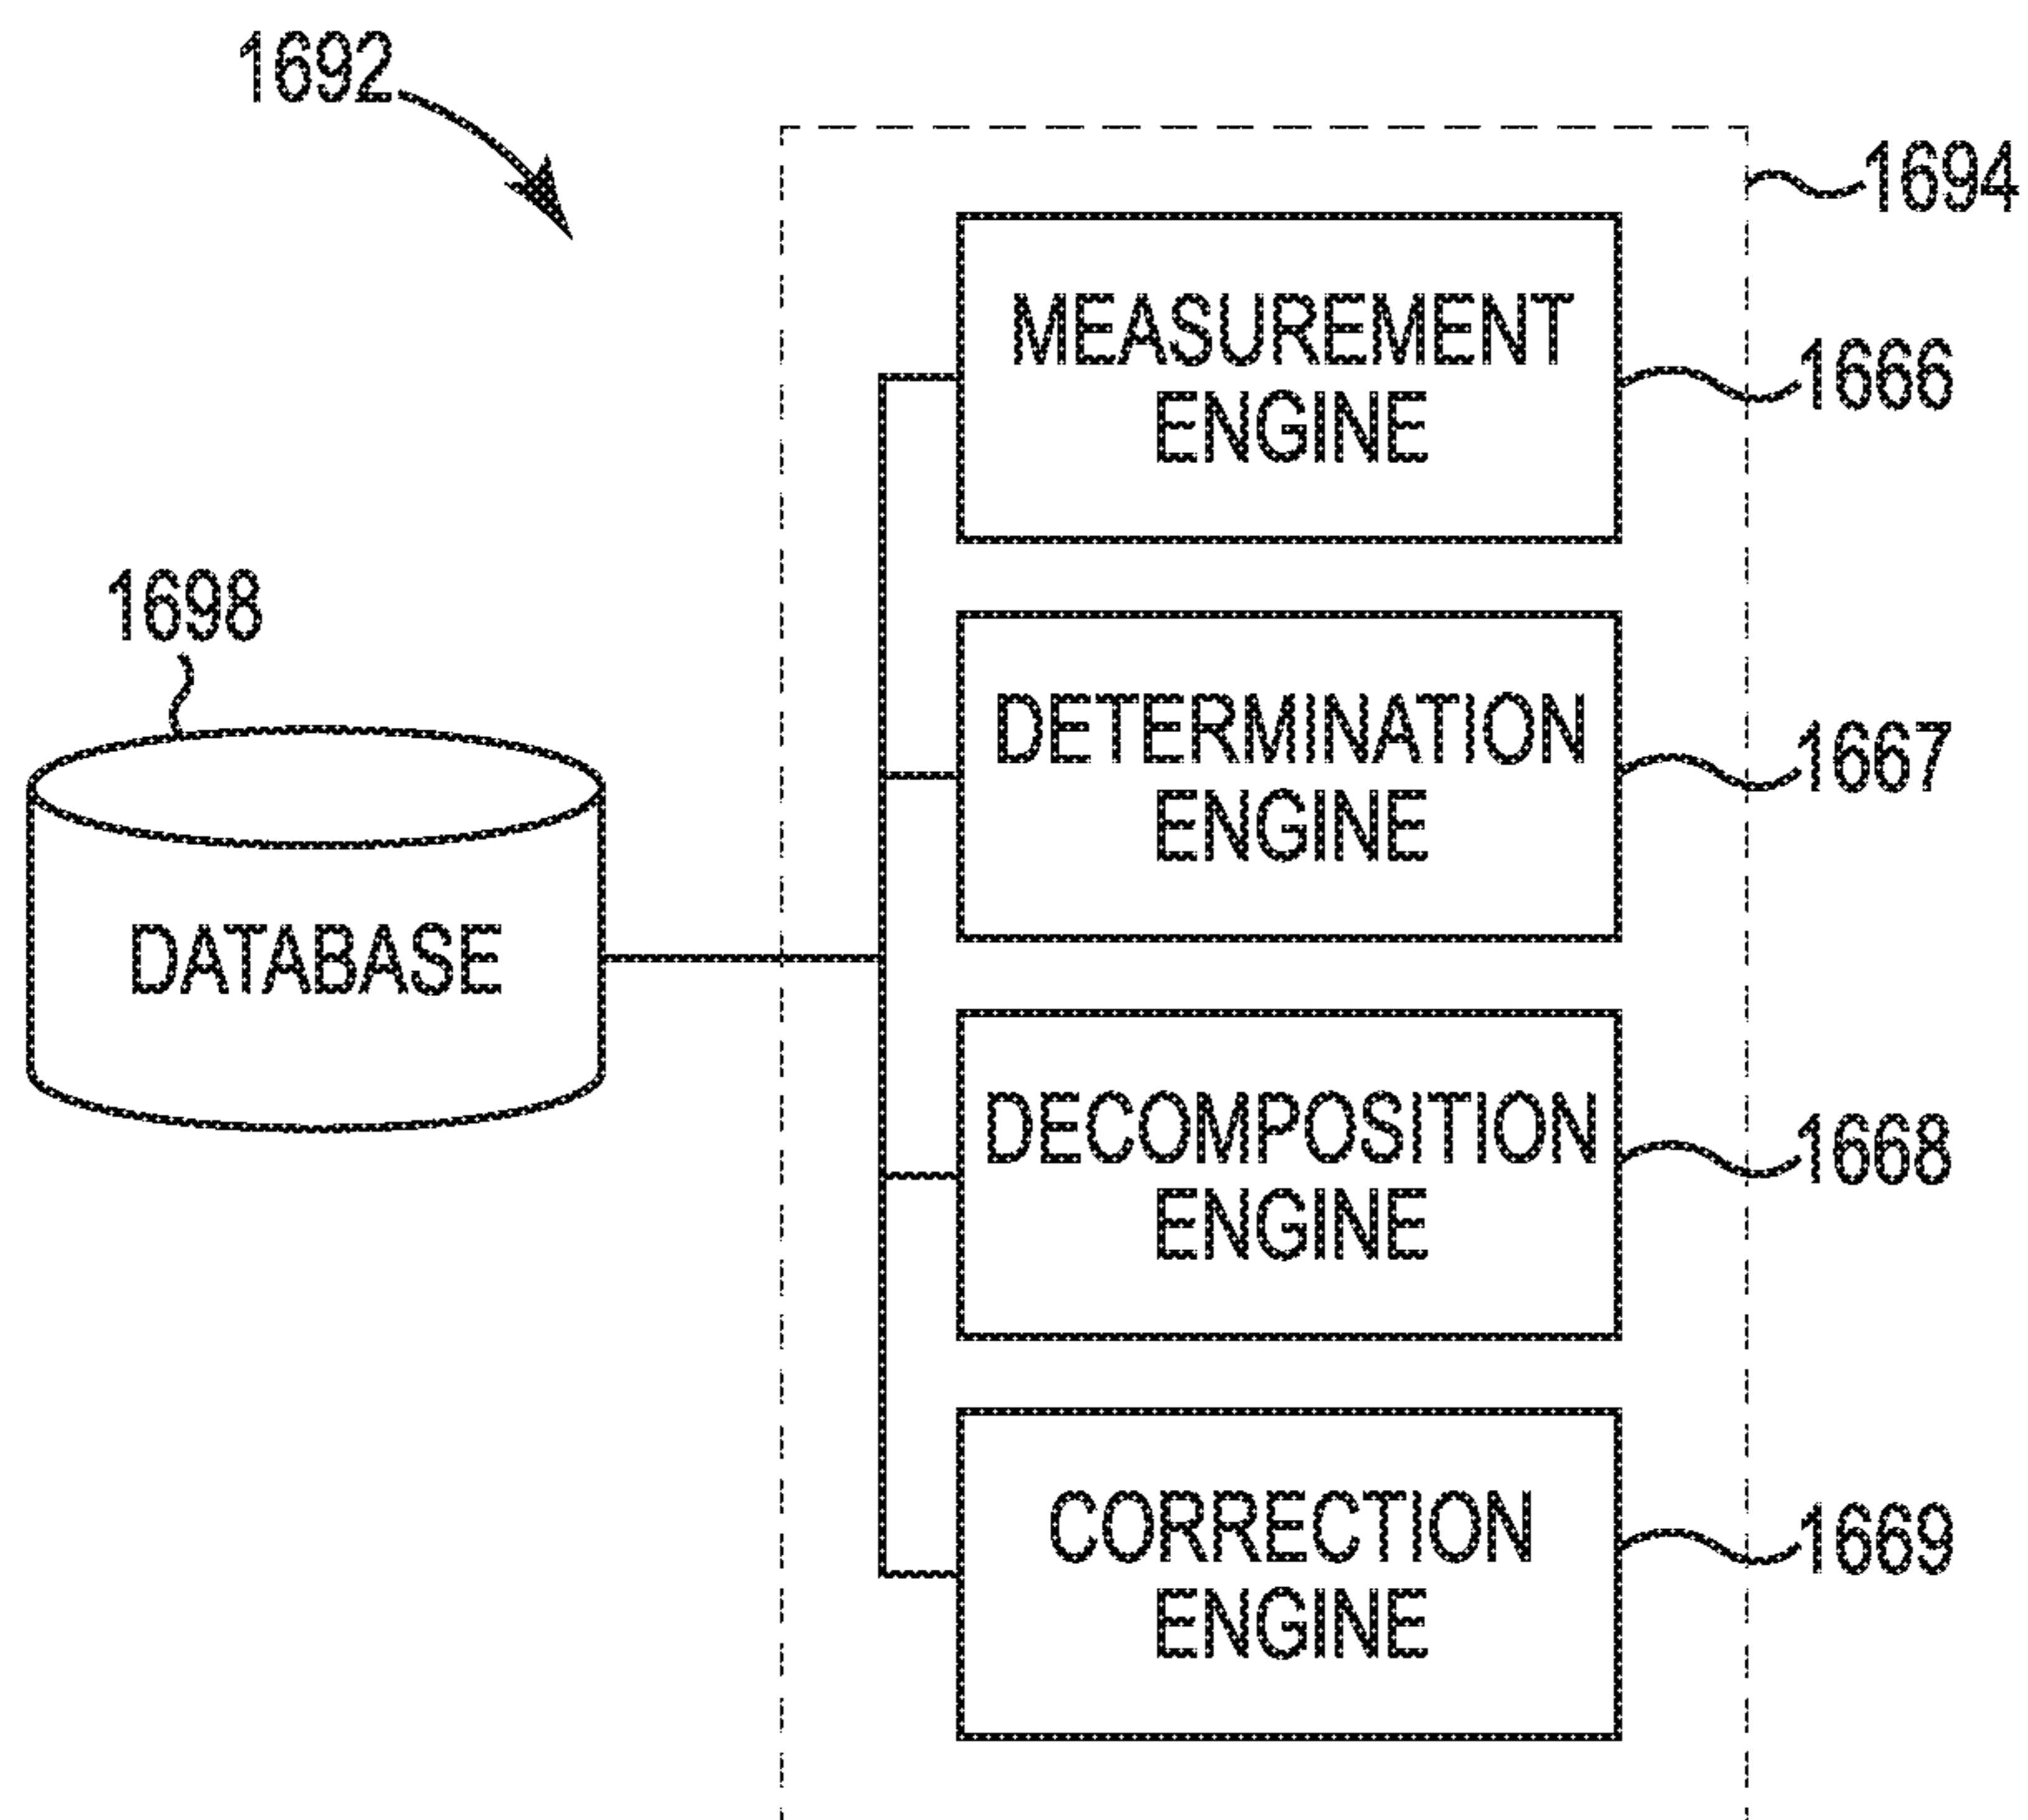 1692
1694
MEASUREMENT
ENGINE
1666
1698
DETERMINATION
ENGINE
1667
DATABASE
DECOMPOSITION
ENGINE
1668
CORRECTION
ENGINE
1669